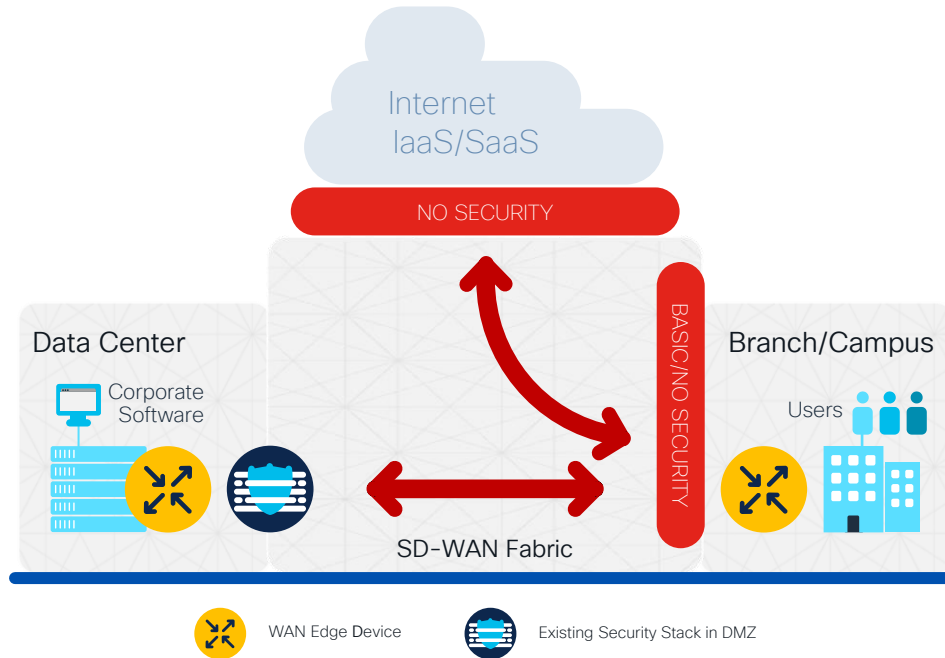 Internet
IaaS/SaaS
NO SECURITY
Data Center
Corporate
Software
BASIC/NO SECURITY
Branch/Campus
Users
SD-WAN Fabric
WAN Edge Device
Existing Security Stack in DMZ